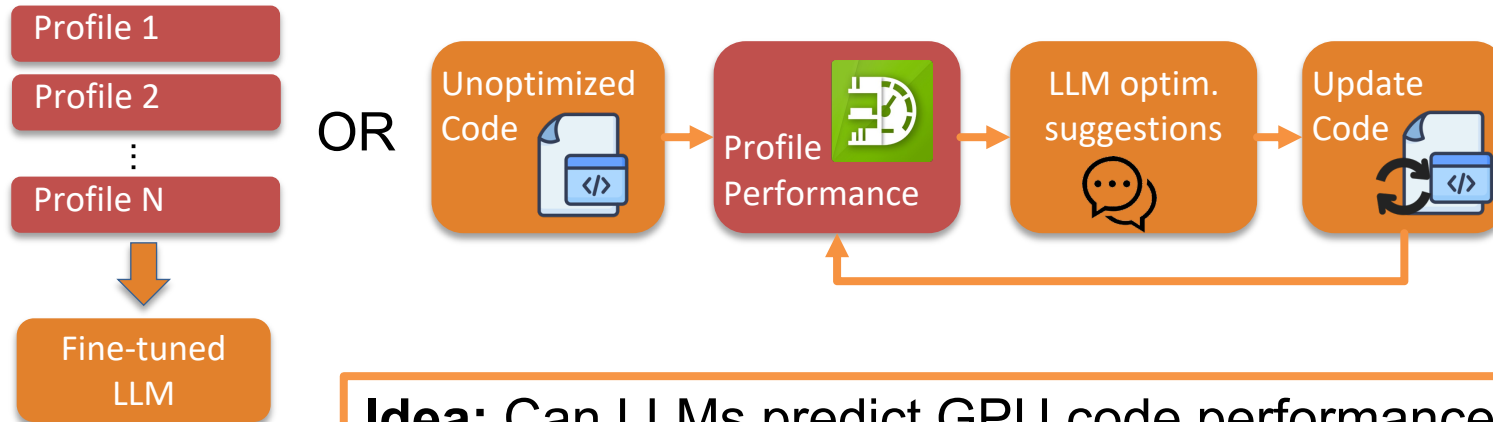 Profile 1
Profile 2
⋮
Profile N
Fine-tuned
LLM
OR
Unoptimized
Code
</>
Profile
Performance
LLM optim.
suggestions
Update
Code
</>
Idea: Can LLMs predict GPU code performance